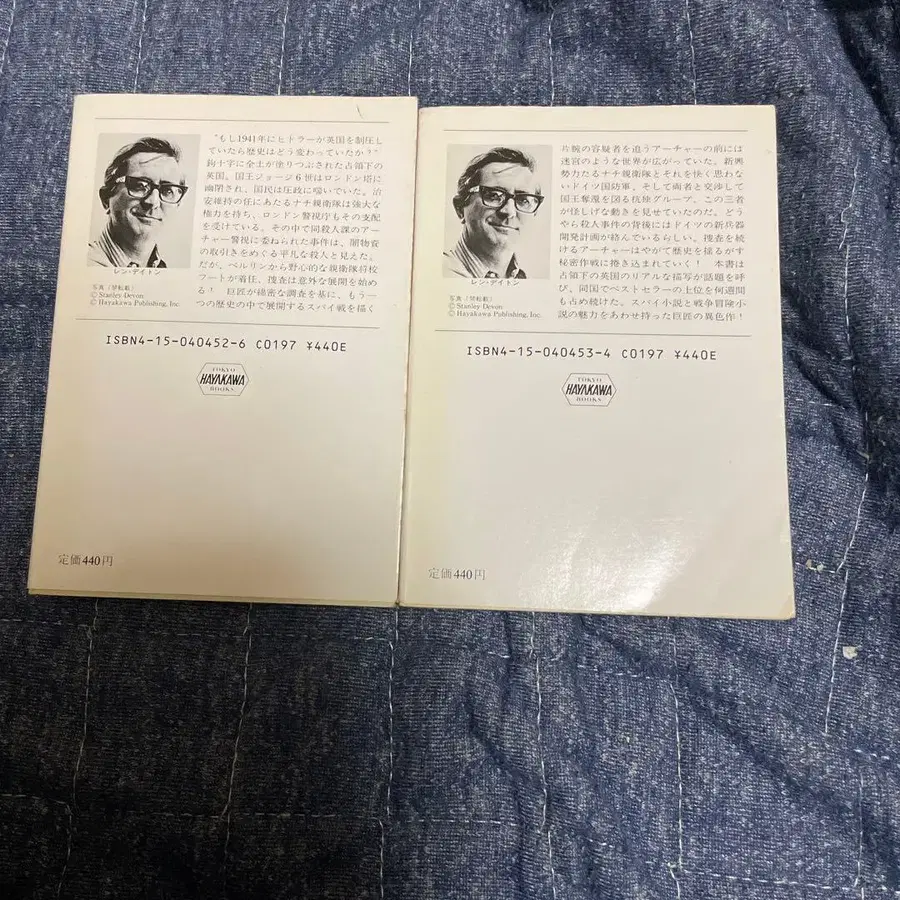 "もし1941年にヒトラーが英国を制圧し
ていたら歴史はどう変わっていたか?"
鉤十字に全土が塗りつぶされた占領下の
英国。国王ジョージ6世はロンドン塔に
幽閉され、国民は圧政に喘いでいた。治
安維持の任にあたるナチ親衛隊は強大な
権力を持ち、ロンドン警視庁もその支配
を受けている。その中で同殺人課のアー
チャー警視に委ねられた事件は、闇物資
の取引きをめぐる平凡な殺人と見えた。
だが、ベルリンから野心的な親衛隊将校
フートが着任、捜査は意外な展開を始め
る! 巨匠が綿密な調査を基に、もう一
つの歴史の中で展開するスパイ戦を描く
レン・デイトン
写真〔禁転載〕
© Stanley Devon
© Hayakawa Publishing, Inc.
ISBN4-15-040452-6 C0197 ¥440E
TOKYO
HAYAKAWA
BOOKS
定価440円
片腕の容疑者を追うアーチャーの前には
迷宮のような世界が広がっていた。新興
勢力たるナチ親衛隊とそれを快く思わな
いドイツ国防軍、そして両者と交渉して
国王奪還を図る抗独グループ、この三者
が怪しげな動きを見せていたのだ。どう
やら殺人事件の背後にはドイツの新兵器
開発計画が絡んでいるらしい。捜査を続
けるアーチャーはやがて歴史を揺るがす
秘密作戦に捲き込まれていく! 本書は
占領下の英国のリアルな描写が話題を呼
び、同国でベストセラーの上位を何週間
も占め続けた。スパイ小説と戦争冒険小
説の魅力をあわせ持った巨匠の異色作!
レン・デイトン
写真〔禁転載〕
© Stanley Devon
© Hayakawa Publishing, Inc.
ISBN4-15-040453-4 C0197 ¥440E
TOKYO
HAYAKAWA
BOOKS
定価440円